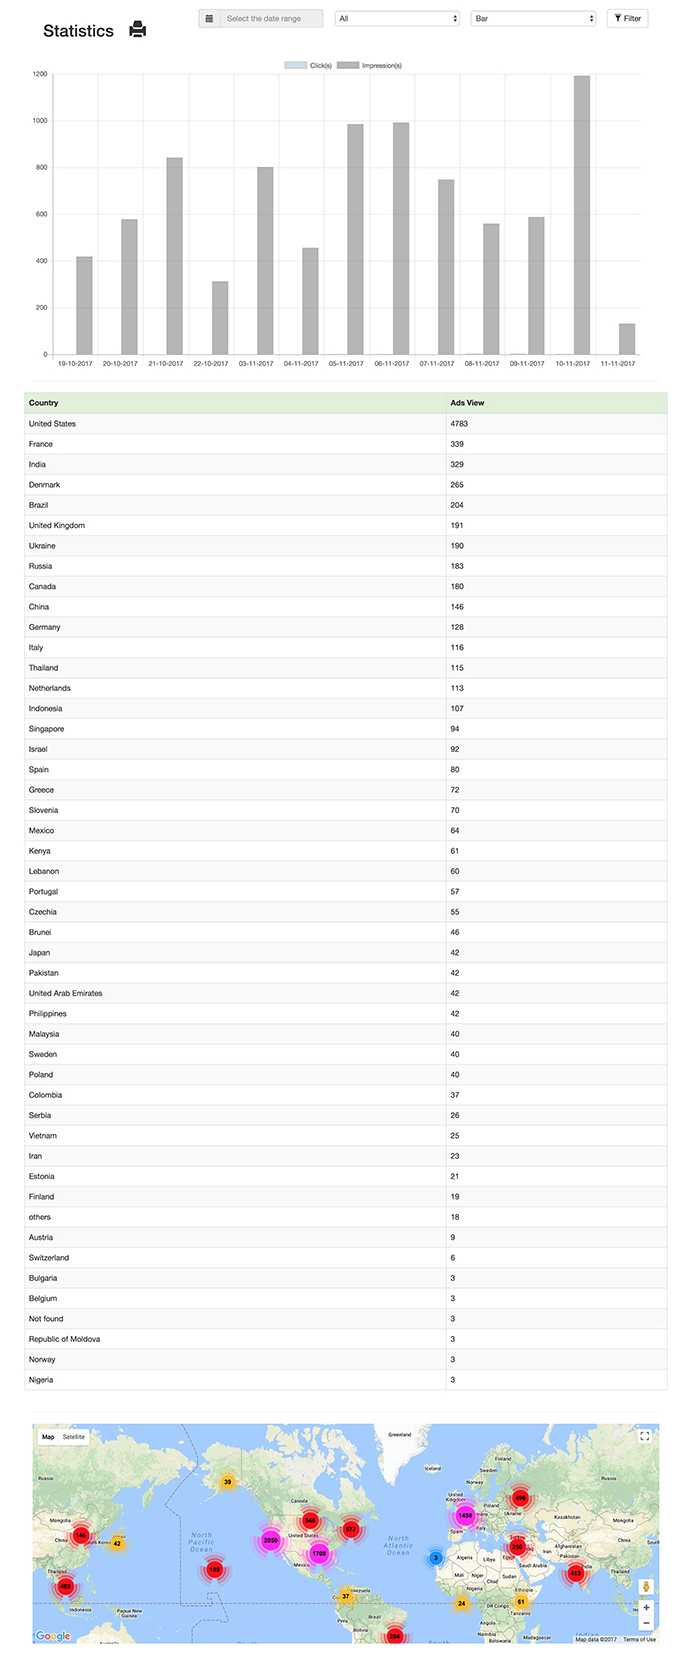 Statistics
Select the date range
All
Bar
Filter
Click(s) Impression(s)
1200
1000
800
600
400
200
0
19-10-2017 20-10-2017 21-10-2017 22-10-2017 03-11-2017 04-11-2017 05-11-2017 06-11-2017 07-11-2017 08-11-2017 09-11-2017 10-11-2017 11-11-2017
Country Ads View
United States 4783
France 339
India 329
Denmark 265
Brazil 204
United Kingdom 191
Ukraine 190
Russia 183
Canada 180
China 146
Germany 128
Italy 116
Thailand 115
Netherlands 113
Indonesia 107
Singapore 94
Israel 92
Spain 80
Greece 72
Slovenia 70
Mexico 64
Kenya 61
Lebanon 60
Portugal 57
Czechia 55
Brunei 46
Japan 42
Pakistan 42
United Arab Emirates 42
Philippines 42
Malaysia 40
Sweden 40
Poland 40
Colombia 37
Serbia 26
Vietnam 25
Iran 23
Estonia 21
Finland 19
others 18
Austria 9
Switzerland 6
Bulgaria 3
Belgium 3
Not found 3
Republic of Moldova 3
Norway 3
Nigeria 3
Map Satellite
Greenland
Iceland
Finland
Sweden
Norway
Russia
Russia
39
Canada
United
Kingdom
Poland
496
Ukraine
Mongolia
146
China
South Korea
42
North
Pacific
Ocean
2050
548
United States
577
1708
Mexico
North
Atlantic
Ocean
1458
Spain
Italy
Kazakhstan
Mongolia
China
250
Iraq
Iran
Afghanistan
Pakistan
Egypt
Saudi Arabia
Algeria
Libya
3
Thailand
468
105
Mali
Niger
Chad
Sudan
Nigeria
Ethiopia
413
India
Thailand
37
Venezuela
24
61
DR Congo
Tanzania
Indonesia
Papua New
Guinea
Brazil
Peru
Bolivia
204
Angola
Namibia
Botswana
Madagascar
Indian
Ocean
South
Google
Map data ©2017 Terms of Use